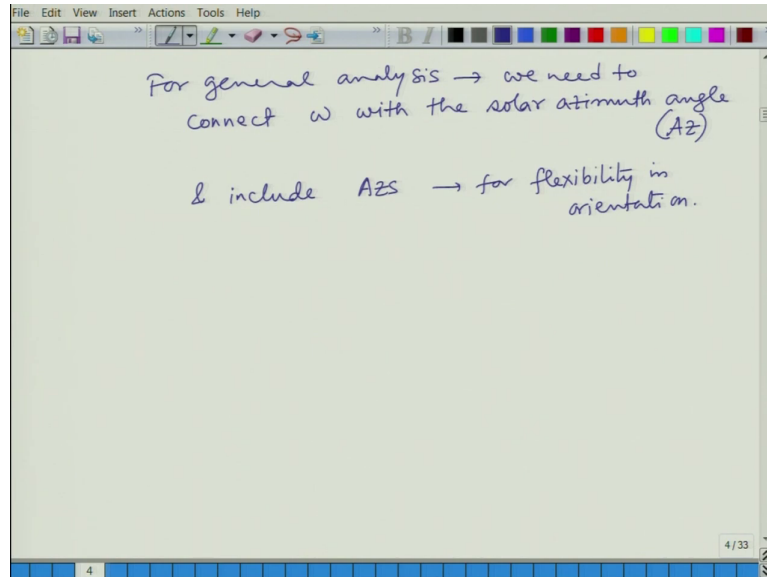 File Edit View Insert Actions Tools Help
» » B I
For general analysis → we need to
connect ω with the solar azimuth angle
(AZ)
& include AZS → for flexibility in
orientation.
4/33
4